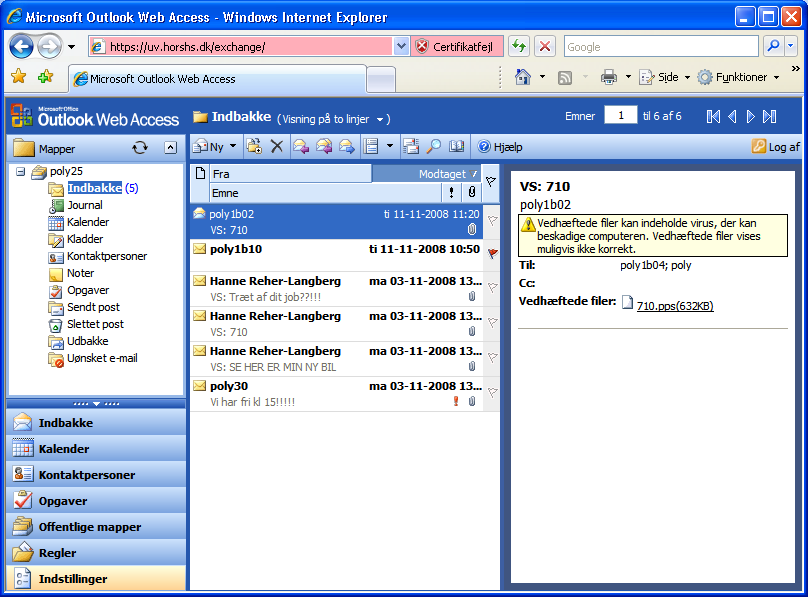 Microsoft Outlook Web Access - Windows Internet Explorer
https://uv.horshs.dk/exchange/
Certifikatfejl
Google
Microsoft Outlook Web Access
Side
Funktioner
Microsoft Office
Outlook Web Access
Indbakke (Visning på to linjer)
Emner 1 til 6 af 6
Mapper
Ny
Hjælp
Log af
poly25
Indbakke (5)
Journal
Kalender
Kladder
Kontaktpersoner
Noter
Opgaver
Sendt post
Slettet post
Udbakke
Uønsket e-mail
Indbakke
Kalender
Kontaktpersoner
Opgaver
Offentlige mapper
Regler
Indstillinger
Fra Modtaget
Emne
poly1b02 ti 11-11-2008 11:20
VS: 710
poly1b10 ti 11-11-2008 10:50
Hanne Reher-Langberg ma 03-11-2008 13...
VS: Træt af dit job??!!!
Hanne Reher-Langberg ma 03-11-2008 13...
VS: 710
Hanne Reher-Langberg ma 03-11-2008 13...
VS: SE HER ER MIN NY BIL
poly30 ma 03-11-2008 13...
Vi har fri kl 15!!!!!
VS: 710
poly1b02
Vedhæftede filer kan indeholde virus, der kan
beskadige computeren. Vedhæftede filer vises
muligvis ikke korrekt.
Til: poly1b04; poly
Cc:
Vedhæftede filer: 710.pps(632KB)